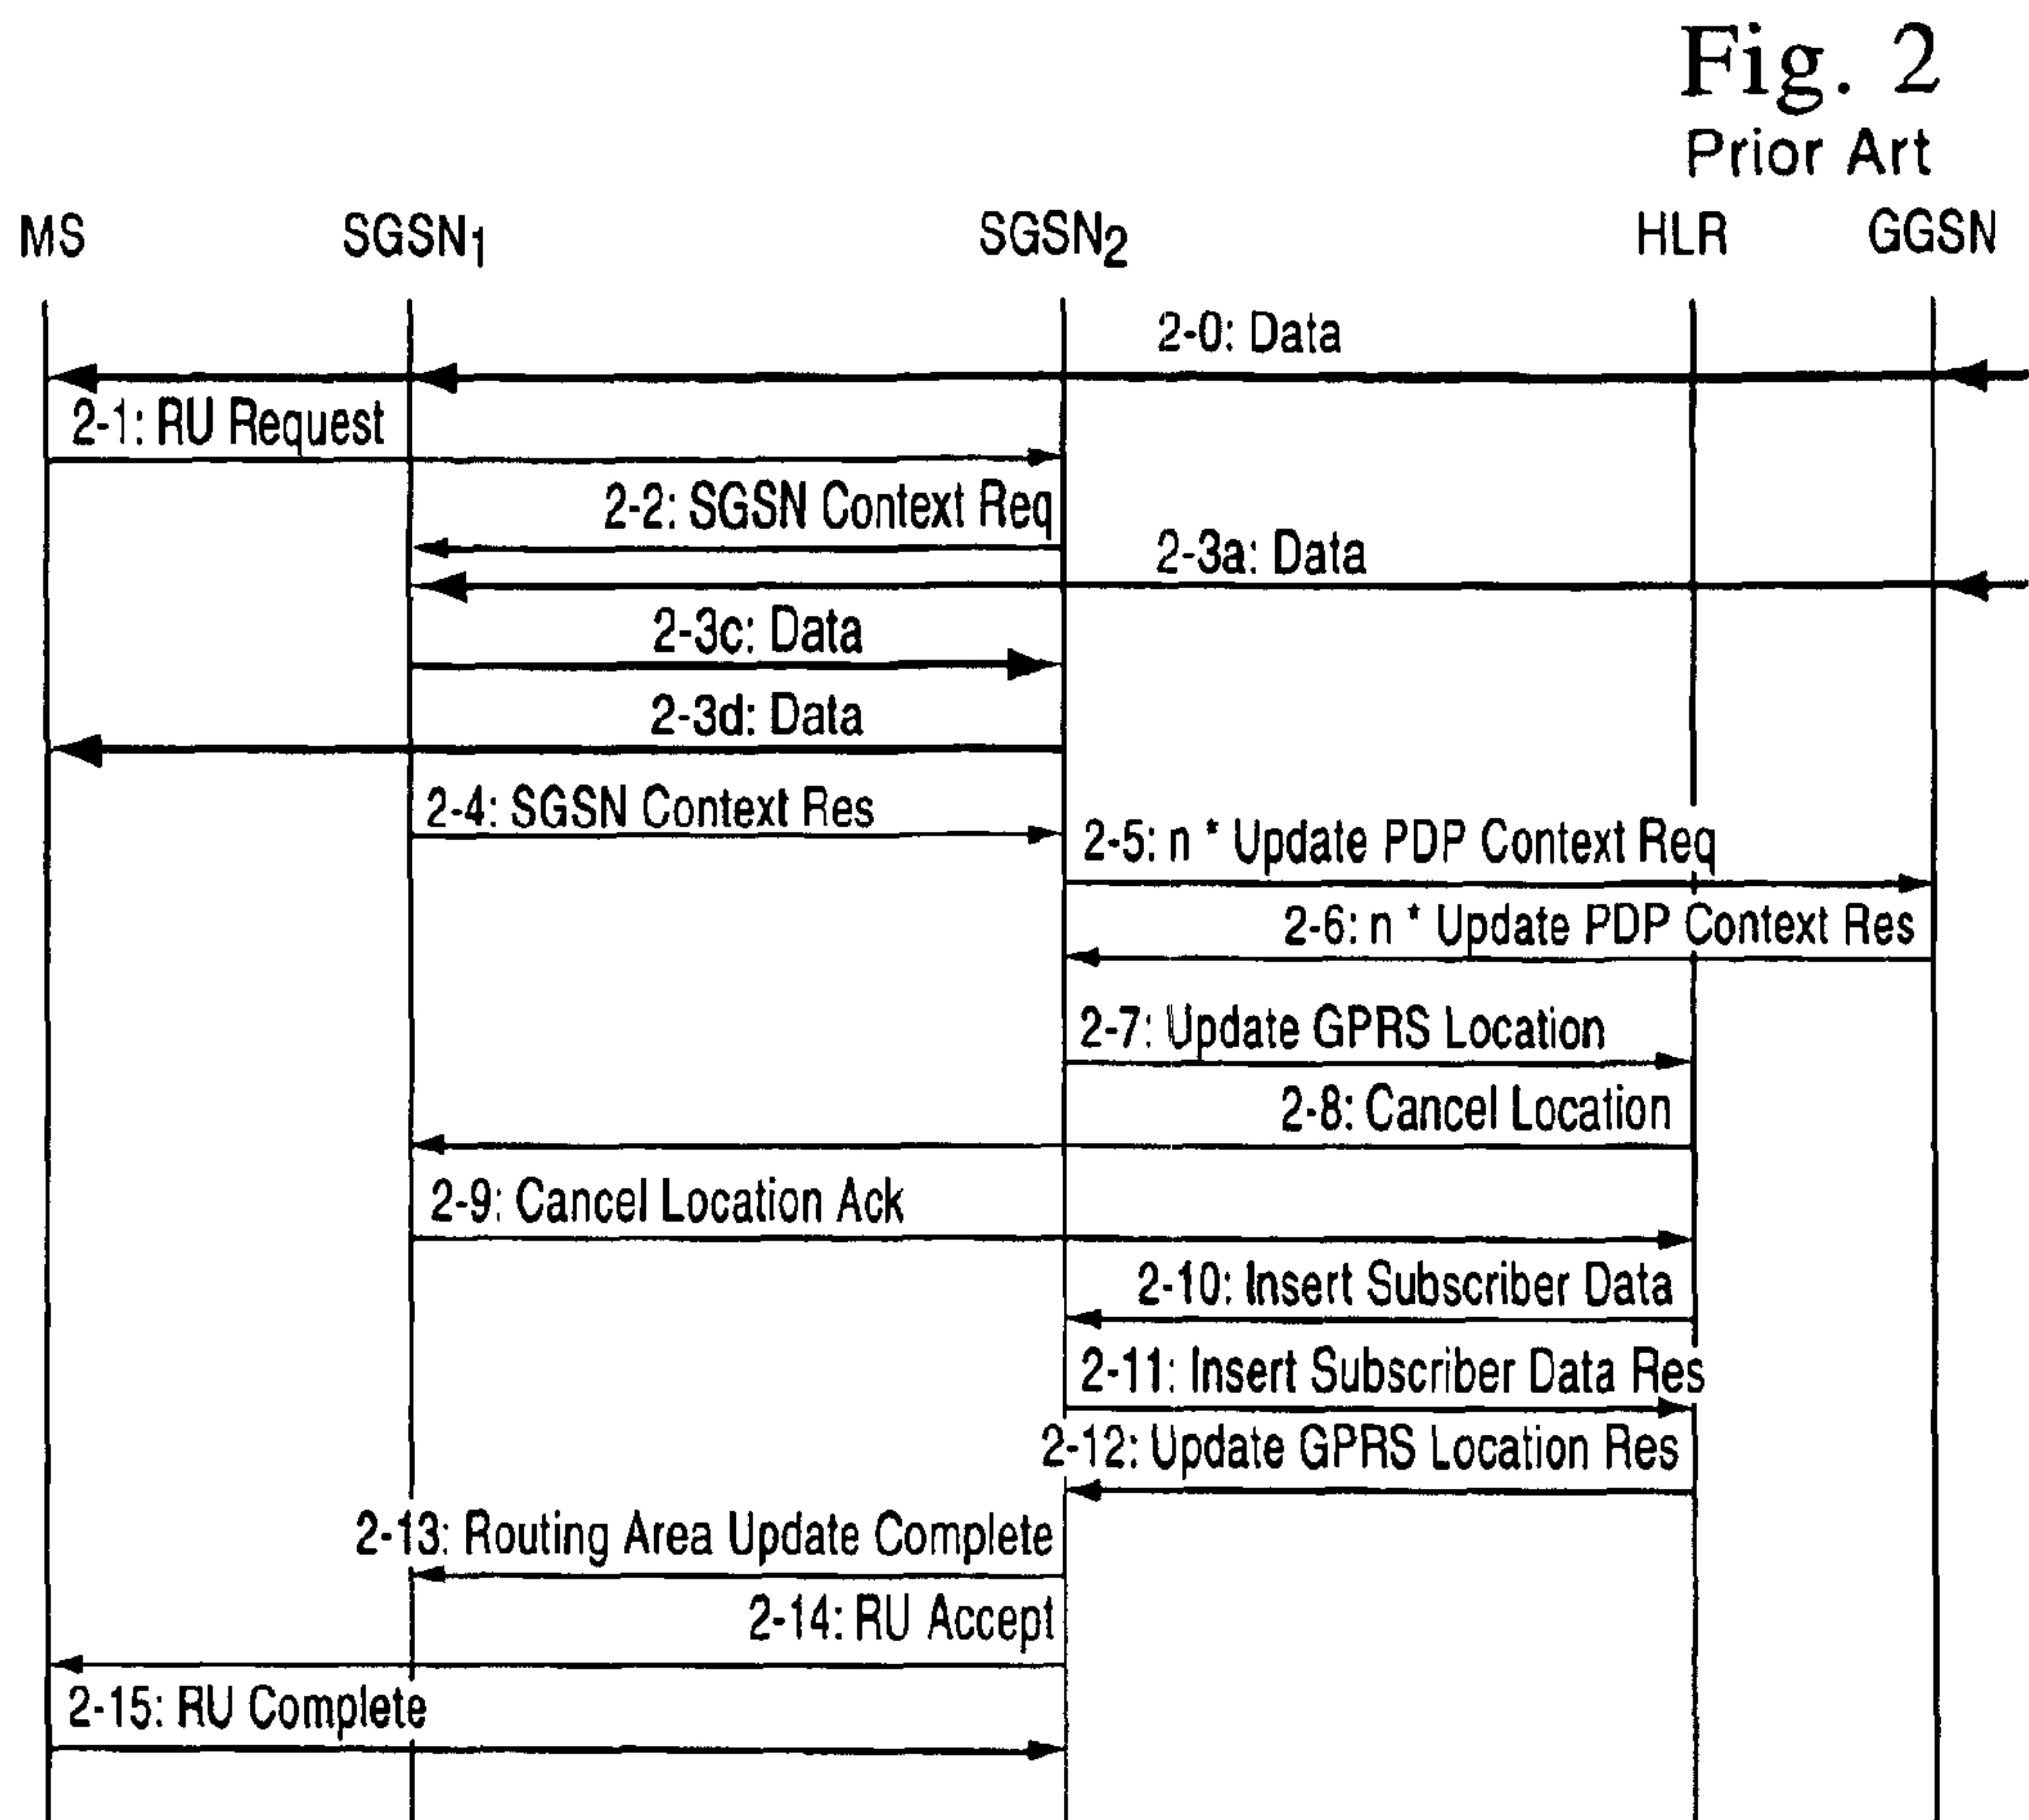 Fig. 2
Prior Art
MS SGSN1 SGSN2 HLR GGSN
2-0: Data
2-1: RU Request
2-2: SGSN Context Req
2-3a: Data
2-3c: Data
2-3d: Data
2-4: SGSN Context Res
2-5: n * Update PDP Context Req
2-6: n * Update PDP Context Res
2-7: Update GPRS Location
2-8: Cancel Location
2-9: Cancel Location Ack
2-10: Insert Subscriber Data
2-11: Insert Subscriber Data Res
2-12: Update GPRS Location Res
2-13: Routing Area Update Complete
2-14: RU Accept
2-15: RU Complete